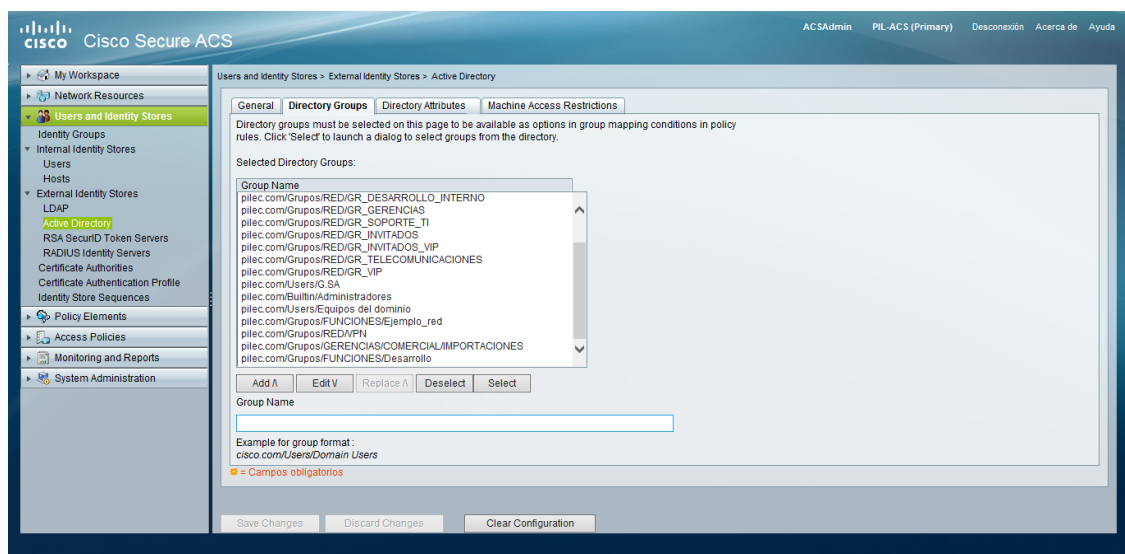 ACSAdmin PIL-ACS (Primary) Desconexión Acerca de Ayuda
CISCO Cisco Secure ACS
My Workspace
Network Resources
Users and Identity Stores
Identity Groups
Internal Identity Stores
Users
Hosts
External Identity Stores
LDAP
Active Directory
RSA SecurID Token Servers
RADIUS Identity Servers
Certificate Authorities
Certificate Authentication Profile
Identity Store Sequences
Policy Elements
Access Policies
Monitoring and Reports
System Administration
Users and Identity Stores > External Identity Stores > Active Directory
General Directory Groups Directory Attributes Machine Access Restrictions
Directory groups must be selected on this page to be available as options in group mapping conditions in policy
rules. Click 'Select' to launch a dialog to select groups from the directory.
Selected Directory Groups:
Group Name
pilec.com/Grupos/RED/GR_DESARROLLO_INTERNO
pilec.com/Grupos/RED/GR_GERENCIAS
pilec.com/Grupos/RED/GR_SOPORTE_TI
pilec.com/Grupos/RED/GR_INVITADOS
pilec.com/Grupos/RED/GR_INVITADOS_VIP
pilec.com/Grupos/RED/GR_TELECOMUNICACIONES
pilec.com/Grupos/RED/GR_VIP
pilec.com/Users/G.SA
pilec.com/Builtin/Administradores
pilec.com/Users/Equipos del dominio
pilec.com/Grupos/FUNCIONES/Ejemplo_red
pilec.com/Grupos/RED/VPN
pilec.com/Grupos/GERENCIAS/COMERCIAL/IMPORTACIONES
pilec.com/Grupos/FUNCIONES/Desarrollo
Add /\ Edit \/ Replace /\ Deselect Select
Group Name
Example for group format :
cisco.com/Users/Domain Users
= Campos obligatorios
Save Changes Discard Changes Clear Configuration